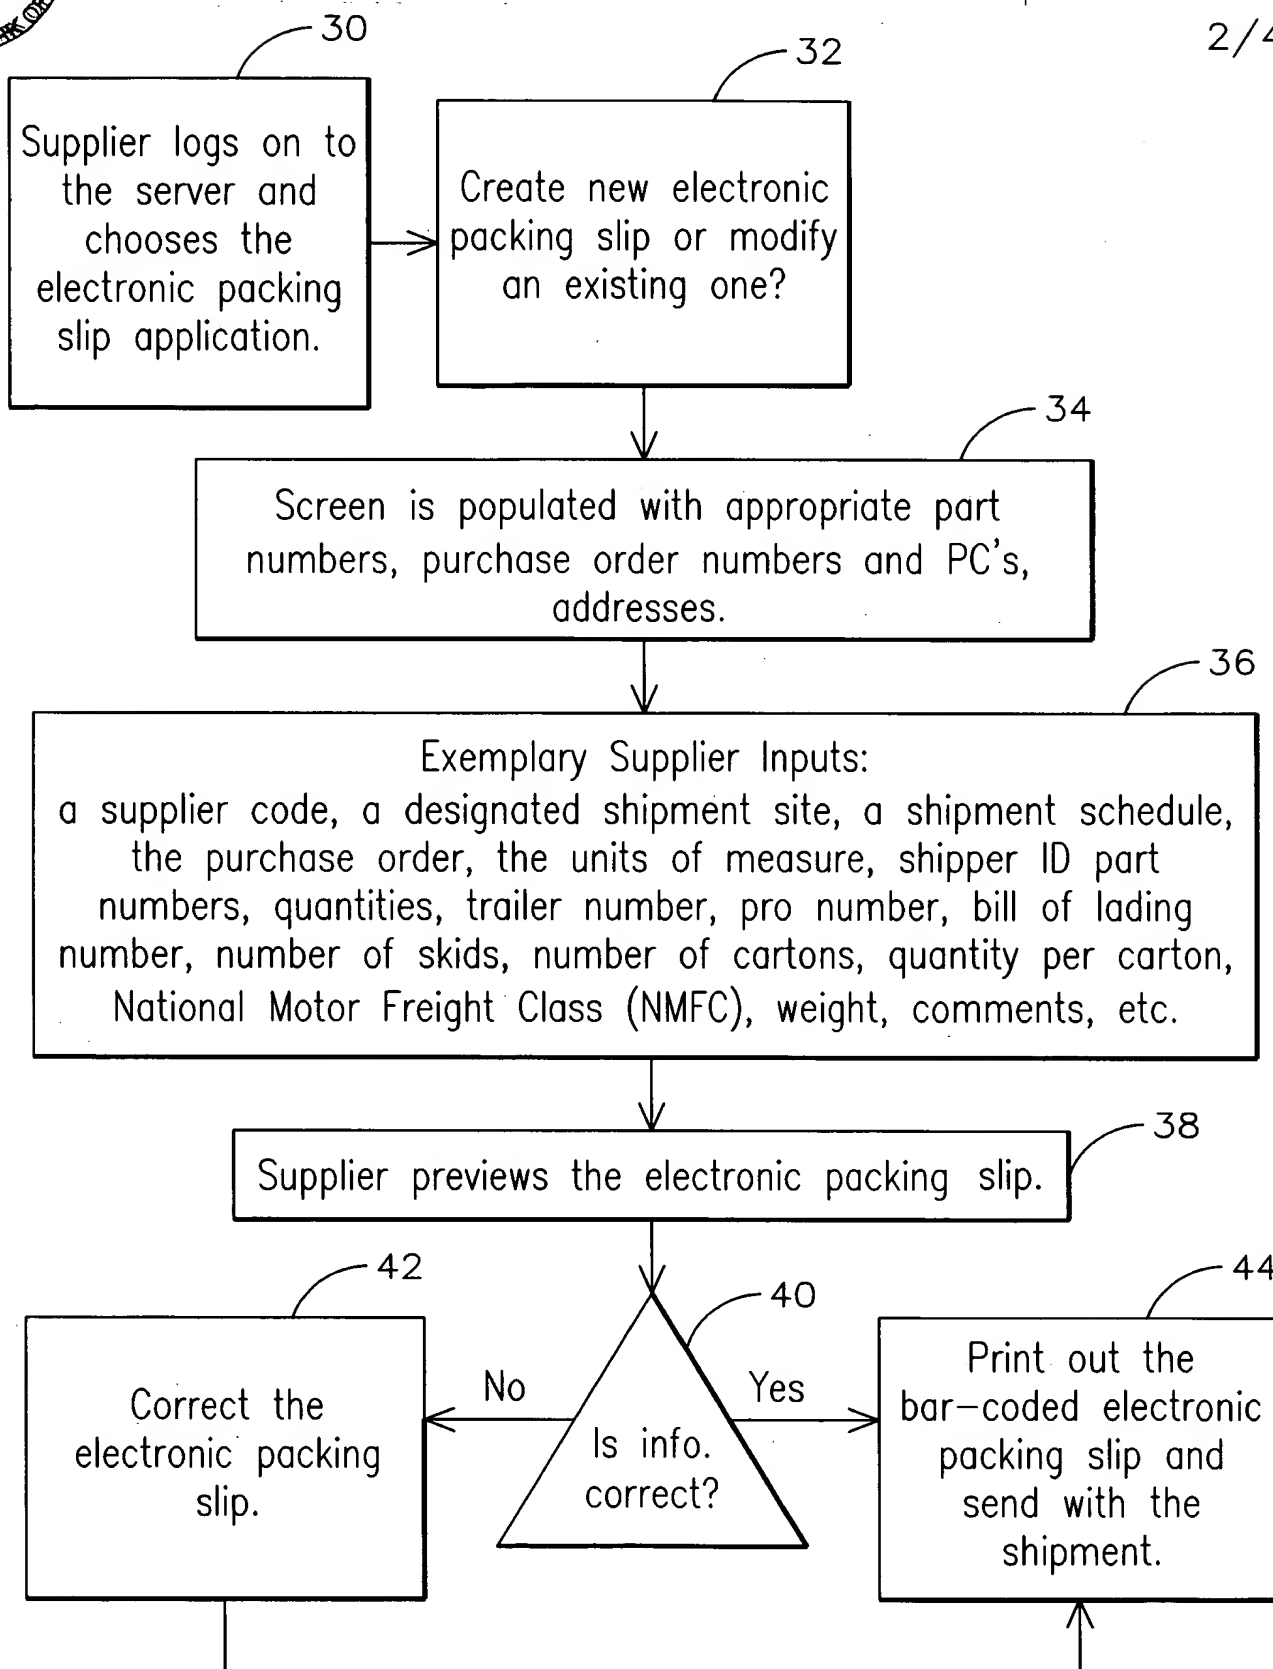 30
32
2/4
Supplier logs on to
the server and
chooses the
electronic packing
slip application.
Create new electronic
packing slip or modify
an existing one?
34
Screen is populated with appropriate part
numbers, purchase order numbers and PC's,
addresses.
36
Exemplary Supplier Inputs:
a supplier code, a designated shipment site, a shipment schedule,
the purchase order, the units of measure, shipper ID part
numbers, quantities, trailer number, pro number, bill of lading
number, number of skids, number of cartons, quantity per carton,
National Motor Freight Class (NMFC), weight, comments, etc.
38
Supplier previews the electronic packing slip.
42
40
44
Correct the
electronic packing
slip.
No
Is info.
correct?
Yes
Print out the
bar-coded electronic
packing slip and
send with the
shipment.